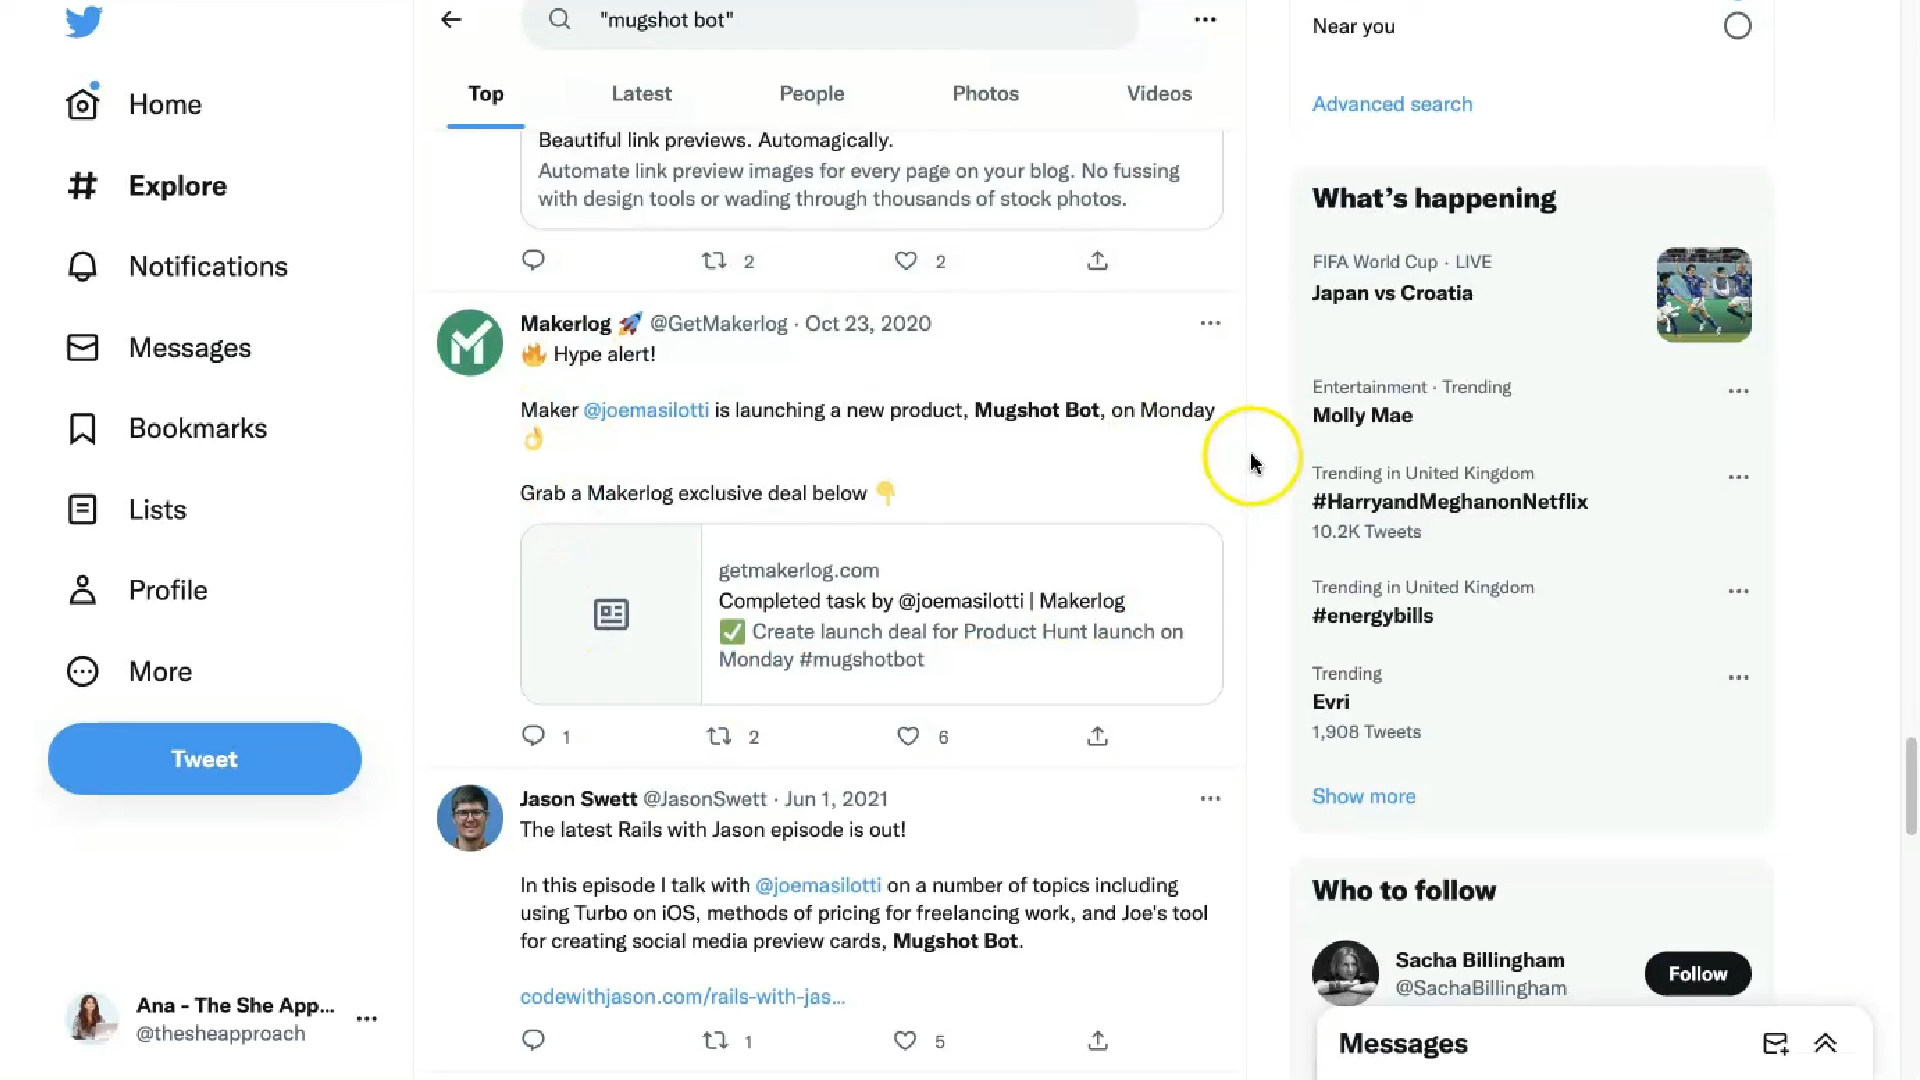 "mugshot bot"
Top
Latest
People
Photos
Videos
Home
Explore
Notifications
Messages
Bookmarks
Lists
Profile
More
Tweet
Ana - The She App...
@thesheapproach
Beautiful link previews. Automagically.
Automate link preview images for every page on your blog. No fussing
with design tools or wading through thousands of stock photos.
2
2
Makerlog 🚀 @GetMakerlog · Oct 23, 2020
🔥 Hype alert!
Maker @joemasilotti is launching a new product, Mugshot Bot, on Monday
👌
Grab a Makerlog exclusive deal below 👇
getmakerlog.com
Completed task by @joemasilotti | Makerlog
✅ Create launch deal for Product Hunt launch on
Monday #mugshotbot
1
2
6
Jason Swett @JasonSwett · Jun 1, 2021
The latest Rails with Jason episode is out!
In this episode I talk with @joemasilotti on a number of topics including
using Turbo on iOS, methods of pricing for freelancing work, and Joe's tool
for creating social media preview cards, Mugshot Bot.
codewithjason.com/rails-with-jas...
1
5
Near you
Advanced search
What's happening
FIFA World Cup · LIVE
Japan vs Croatia
Entertainment · Trending
Molly Mae
Trending in United Kingdom
#HarryandMeghanonNetflix
10.2K Tweets
Trending in United Kingdom
#energybills
Trending
Evri
1,908 Tweets
Show more
Who to follow
Sacha Billingham
@SachaBillingham
Follow
Messages